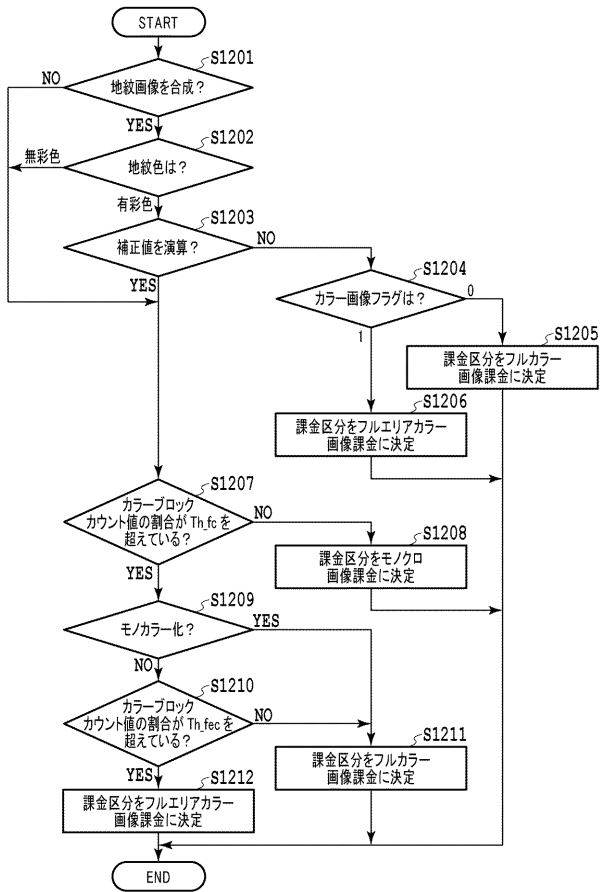 START
S1201
地紋画像を合成？
NO
YES
S1202
地紋色は？
無彩色
有彩色
S1203
補正値を演算？
NO
YES
S1204
カラー画像フラグは？
0
1
S1205
課金区分をフルカラー
画像課金に決定
S1206
課金区分をフルエリアカラー
画像課金に決定
S1207
カラーブロック
カウント値の割合がTh_fcを
超えている？
NO
YES
S1208
課金区分をモノクロ
画像課金に決定
S1209
モノカラー化？
YES
NO
S1210
カラーブロック
カウント値の割合がTh_fecを
超えている？
NO
YES
S1211
課金区分をフルカラー
画像課金に決定
S1212
課金区分をフルエリアカラー
画像課金に決定
END